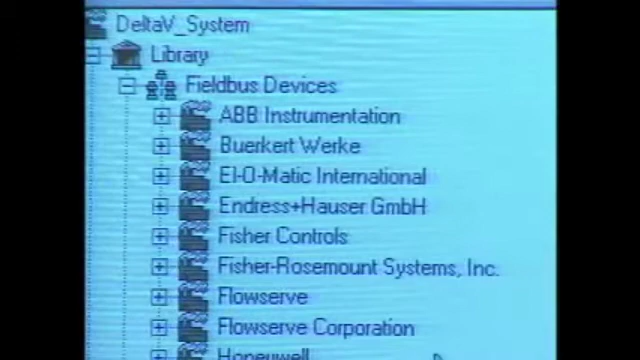 DeltaV_System
Library
Fieldbus Devices
ABB Instrumentation
Buerkert Werke
El-O-Matic International
Endress+Hauser GmbH
Fisher Controls
Fisher-Rosemount Systems, Inc.
Flowserve
Flowserve Corporation
Honeywell